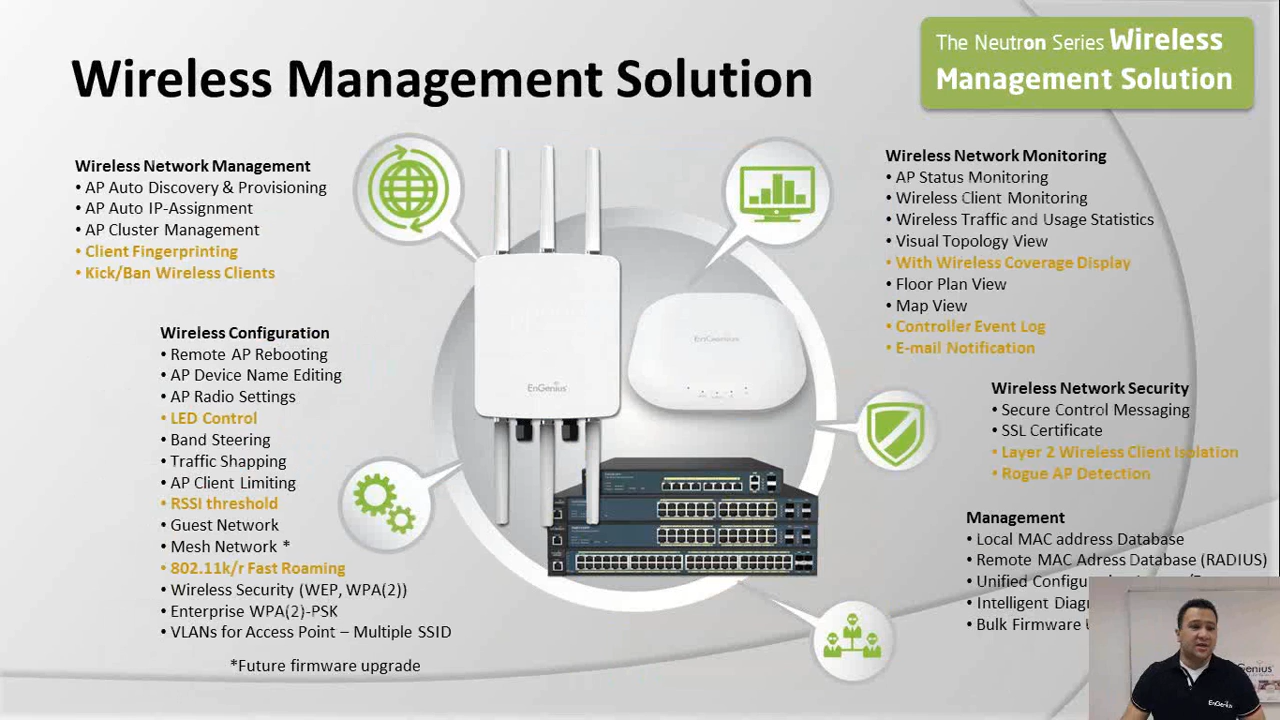 The Neutron Series Wireless
Management Solution
Wireless Management Solution
Wireless Network Management
• AP Auto Discovery & Provisioning
• AP Auto IP-Assignment
• AP Cluster Management
• Client Fingerprinting
• Kick/Ban Wireless Clients
Wireless Configuration
• Remote AP Rebooting
• AP Device Name Editing
• AP Radio Settings
• LED Control
• Band Steering
• Traffic Shapping
• AP Client Limiting
• RSSI threshold
• Guest Network
• Mesh Network *
• 802.11k/r Fast Roaming
• Wireless Security (WEP, WPA(2))
• Enterprise WPA(2)-PSK
• VLANs for Access Point – Multiple SSID
*Future firmware upgrade
EnGenius
EnGenius
Wireless Network Monitoring
• AP Status Monitoring
• Wireless Client Monitoring
• Wireless Traffic and Usage Statistics
• Visual Topology View
• With Wireless Coverage Display
• Floor Plan View
• Map View
• Controller Event Log
• E-mail Notification
Wireless Network Security
• Secure Control Messaging
• SSL Certificate
• Layer 2 Wireless Client Isolation
• Rogue AP Detection
Management
• Local MAC address Database
• Remote MAC Adress Database (RADIUS)
• Unified
• Intelligent
• Bulk Firmware
EnGenius